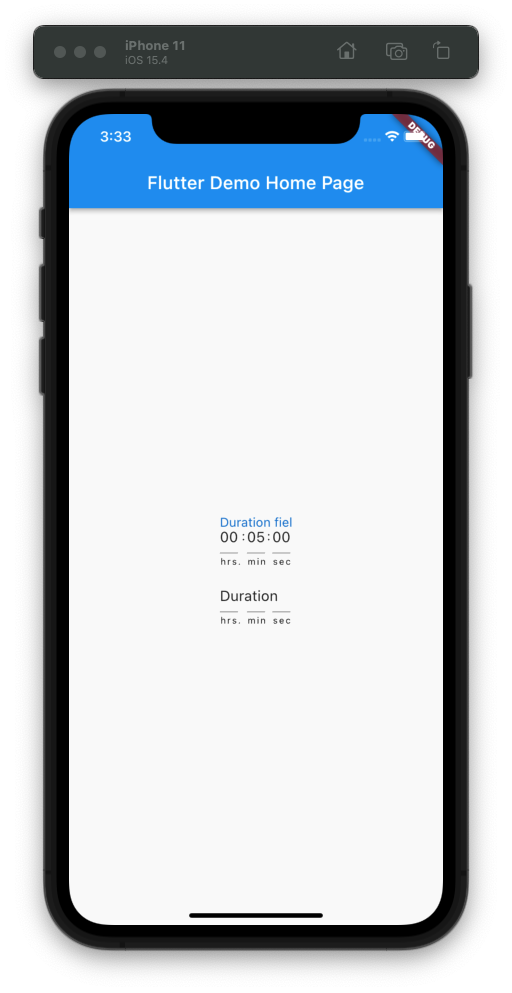 iPhone 11
iOS 15.4
3:33
DEBUG
Flutter Demo Home Page
Duration fiel
00:05:00
hrs. min sec
Duration
hrs. min sec